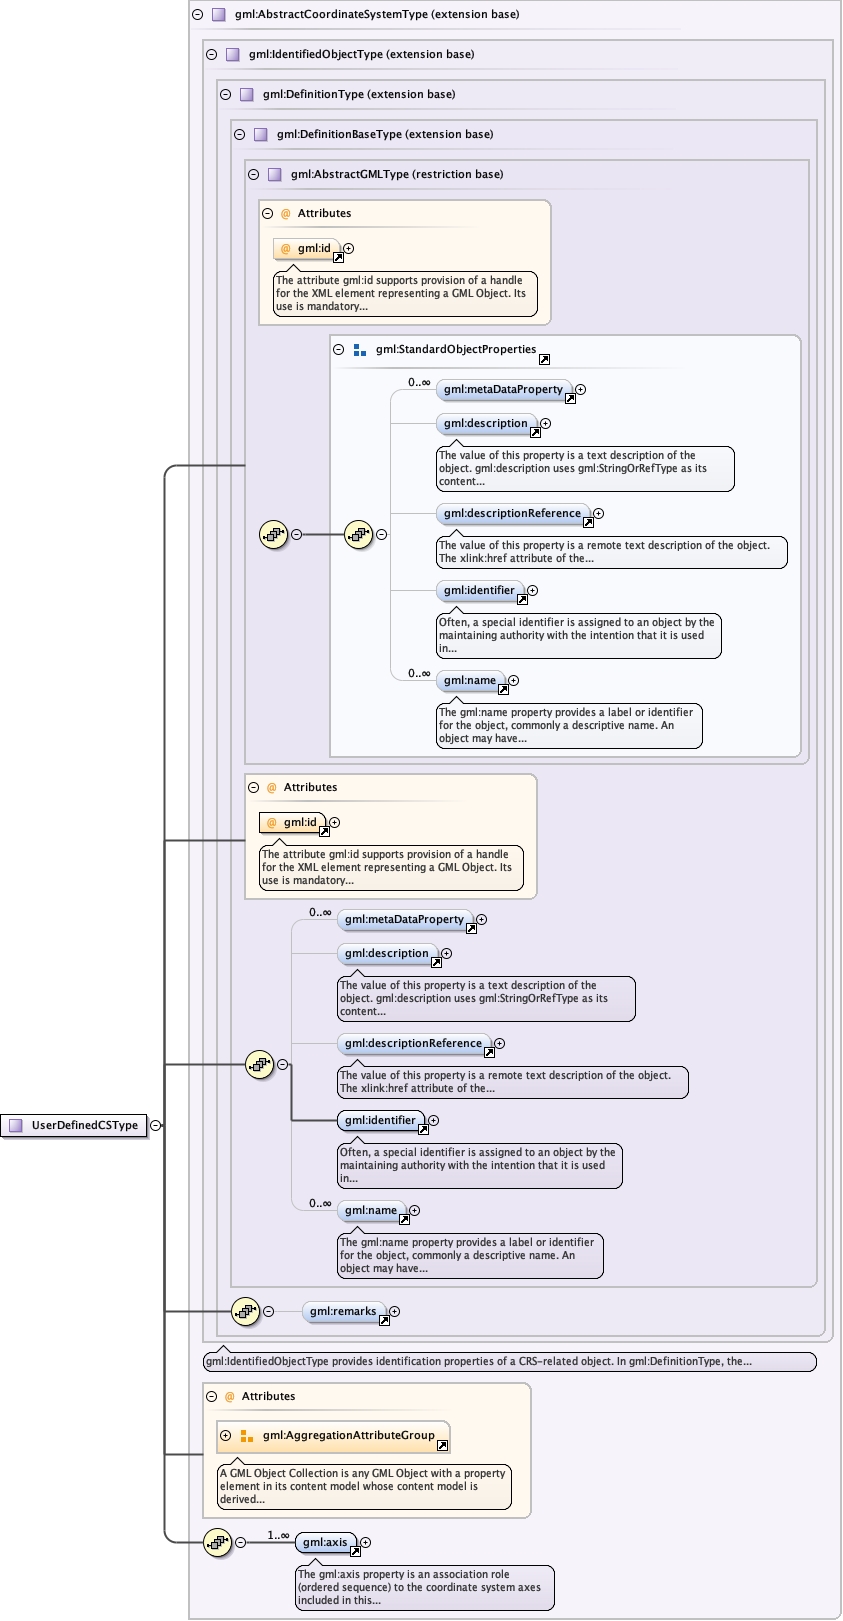 gml:AbstractCoordinateSystemType (extension base)
gml:IdentifiedObjectType (extension base)
gml:DefinitionType (extension base)
gml:DefinitionBaseType (extension base)
gml:AbstractGMLType (restriction base)
@ Attributes
@ gml:id
The attribute gml:id supports provision of a handle
for the XML element representing a GML Object. Its
use is mandatory...
gml:StandardObjectProperties
0..∞
gml:metaDataProperty
gml:description
The value of this property is a text description of the
object. gml:description uses gml:StringOrRefType as its
content...
gml:descriptionReference
The value of this property is a remote text description of the object.
The xlink:href attribute of the...
gml:identifier
Often, a special identifier is assigned to an object by the
maintaining authority with the intention that it is used
in...
0..∞
gml:name
The gml:name property provides a label or identifier
for the object, commonly a descriptive name. An
object may have...
@ Attributes
@ gml:id
The attribute gml:id supports provision of a handle
for the XML element representing a GML Object. Its
use is mandatory...
0..∞
gml:metaDataProperty
gml:description
The value of this property is a text description of the
object. gml:description uses gml:StringOrRefType as its
content...
gml:descriptionReference
The value of this property is a remote text description of the object.
The xlink:href attribute of the...
gml:identifier
UserDefinedCSType
Often, a special identifier is assigned to an object by the
maintaining authority with the intention that it is used
in...
0..∞
gml:name
The gml:name property provides a label or identifier
for the object, commonly a descriptive name. An
object may have...
gml:remarks
gml:IdentifiedObjectType provides identification properties of a CRS-related object. In gml:DefinitionType, the...
@ Attributes
gml:AggregationAttributeGroup
A GML Object Collection is any GML Object with a property
element in its content model whose content model is
derived...
1..∞
gml:axis
The gml:axis property is an association role
(ordered sequence) to the coordinate system axes
included in this...